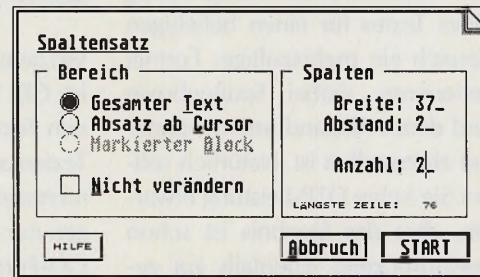 Spaltensatz
Bereich
Gesamter Text
Absatz ab Cursor
Markierter Block
Nicht verändern
Spalten
Breite: 37_
Abstand: 2_
Anzahl: 2
LÄNGSTE ZEILE: 76
HILFE
Abbruch
START